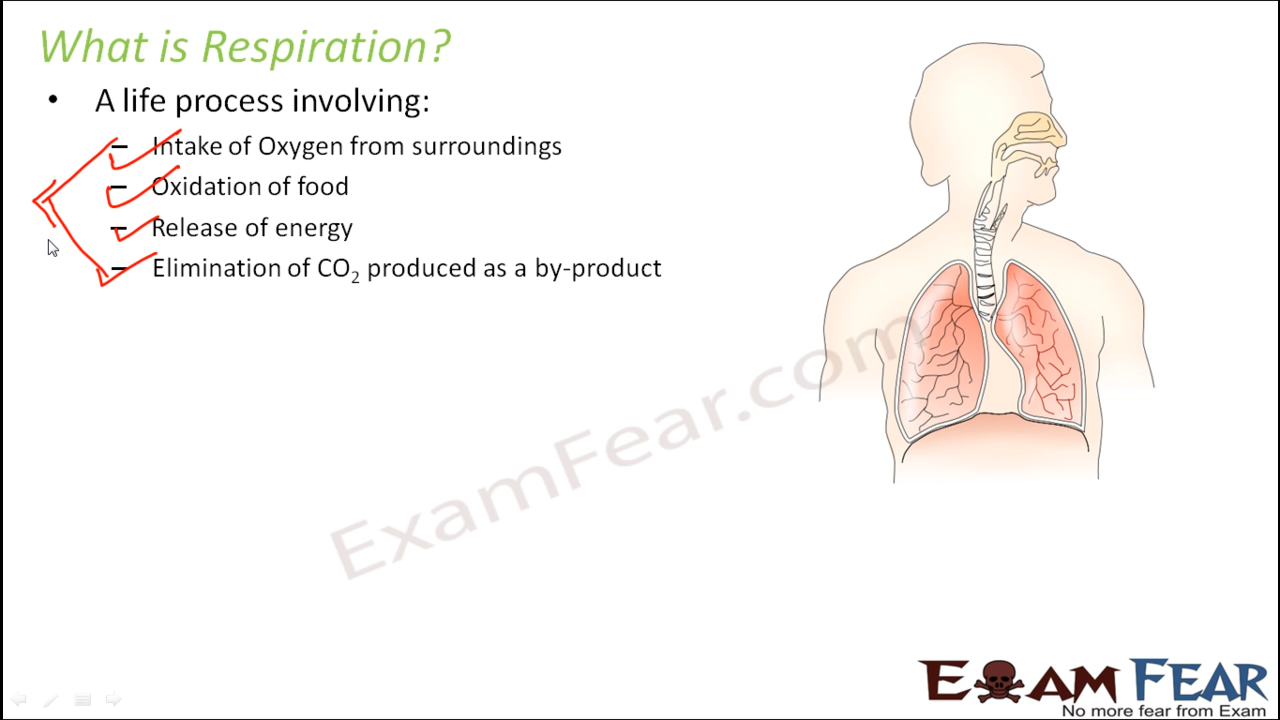 What is Respiration?
• A life process involving:
– Intake of Oxygen from surroundings
– Oxidation of food
– Release of energy
– Elimination of CO₂ produced as a by-product
ExamFear.com
EXAM FEAR
No more fear from Exam